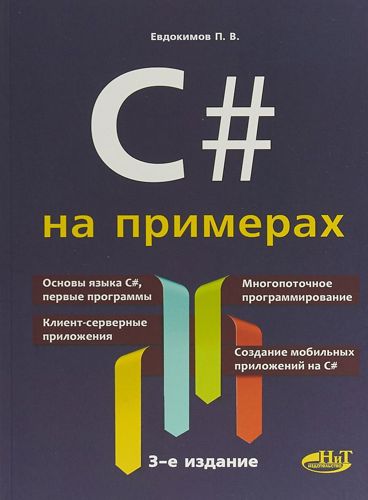 Евдокимов П. В.
C#
на примерах
Основы языка C#,
первые программы
Многопоточное
программирование
Клиент-серверные
приложения
Создание мобильных
приложений на C#
3-е издание
НиТ
ИЗДАТЕЛЬСТВО